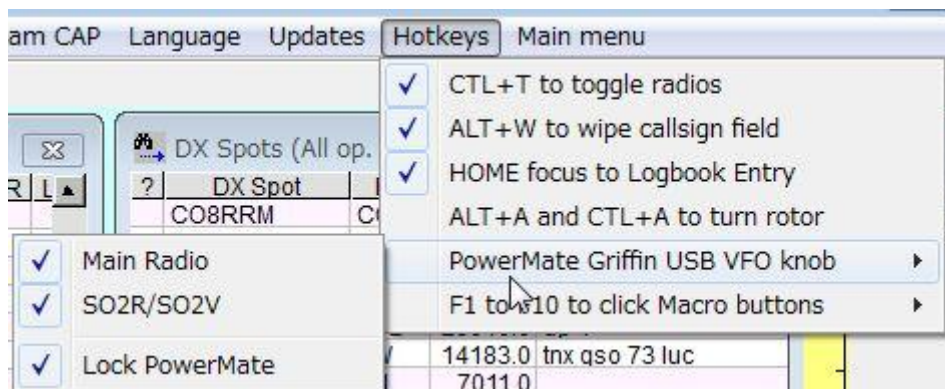 am CAP Language Updates Hotkeys Main menu
CTL+T to toggle radios
ALT+W to wipe callsign field
HOME focus to Logbook Entry
ALT+A and CTL+A to turn rotor
PowerMate Griffin USB VFO knob
F1 to F10 to click Macro buttons
DX Spots (All op.
? DX Spot
CO8RRM
Main Radio
SO2R/SO2V
Lock PowerMate
14183.0 tnx qso 73 luc
7011.0